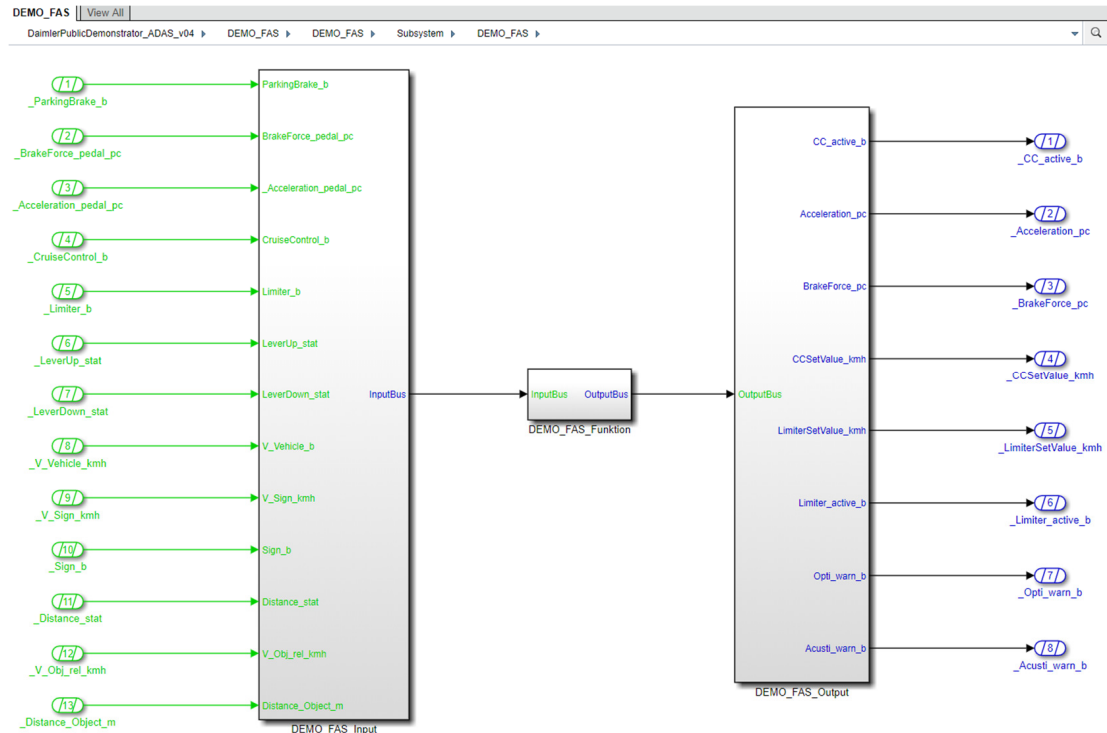 DEMO_FAS View All
DaimlerPublicDemonstrator_ADAS_v04 DEMO_FAS DEMO_FAS Subsystem DEMO_FAS
1
_ParkingBrake_b
2
_BrakeForce_pedal_pc
3
_Acceleration_pedal_pc
4
_CruiseControl_b
5
_Limiter_b
6
_LeverUp_stat
7
_LeverDown_stat
8
_V_Vehicle_kmh
9
_V_Sign_kmh
10
_Sign_b
11
_Distance_stat
12
_V_Obj_rel_kmh
13
_Distance_Object_m
ParkingBrake_b
BrakeForce_pedal_pc
_Acceleration_pedal_pc
CruiseControl_b
Limiter_b
LeverUp_stat
LeverDown_stat
V_Vehicle_b
V_Sign_kmh
Sign_b
Distance_stat
V_Obj_rel_kmh
Distance_Object_m
InputBus
DEMO_FAS_Input
InputBus OutputBus
DEMO_FAS_Funktion
OutputBus
CC_active_b
Acceleration_pc
BrakeForce_pc
CCSetValue_kmh
LimiterSetValue_kmh
Limiter_active_b
Opti_warn_b
Acusti_warn_b
DEMO_FAS_Output
1
_CC_active_b
2
_Acceleration_pc
3
_BrakeForce_pc
4
_CCSetValue_kmh
5
_LimiterSetValue_kmh
6
_Limiter_active_b
7
_Opti_warn_b
8
_Acusti_warn_b